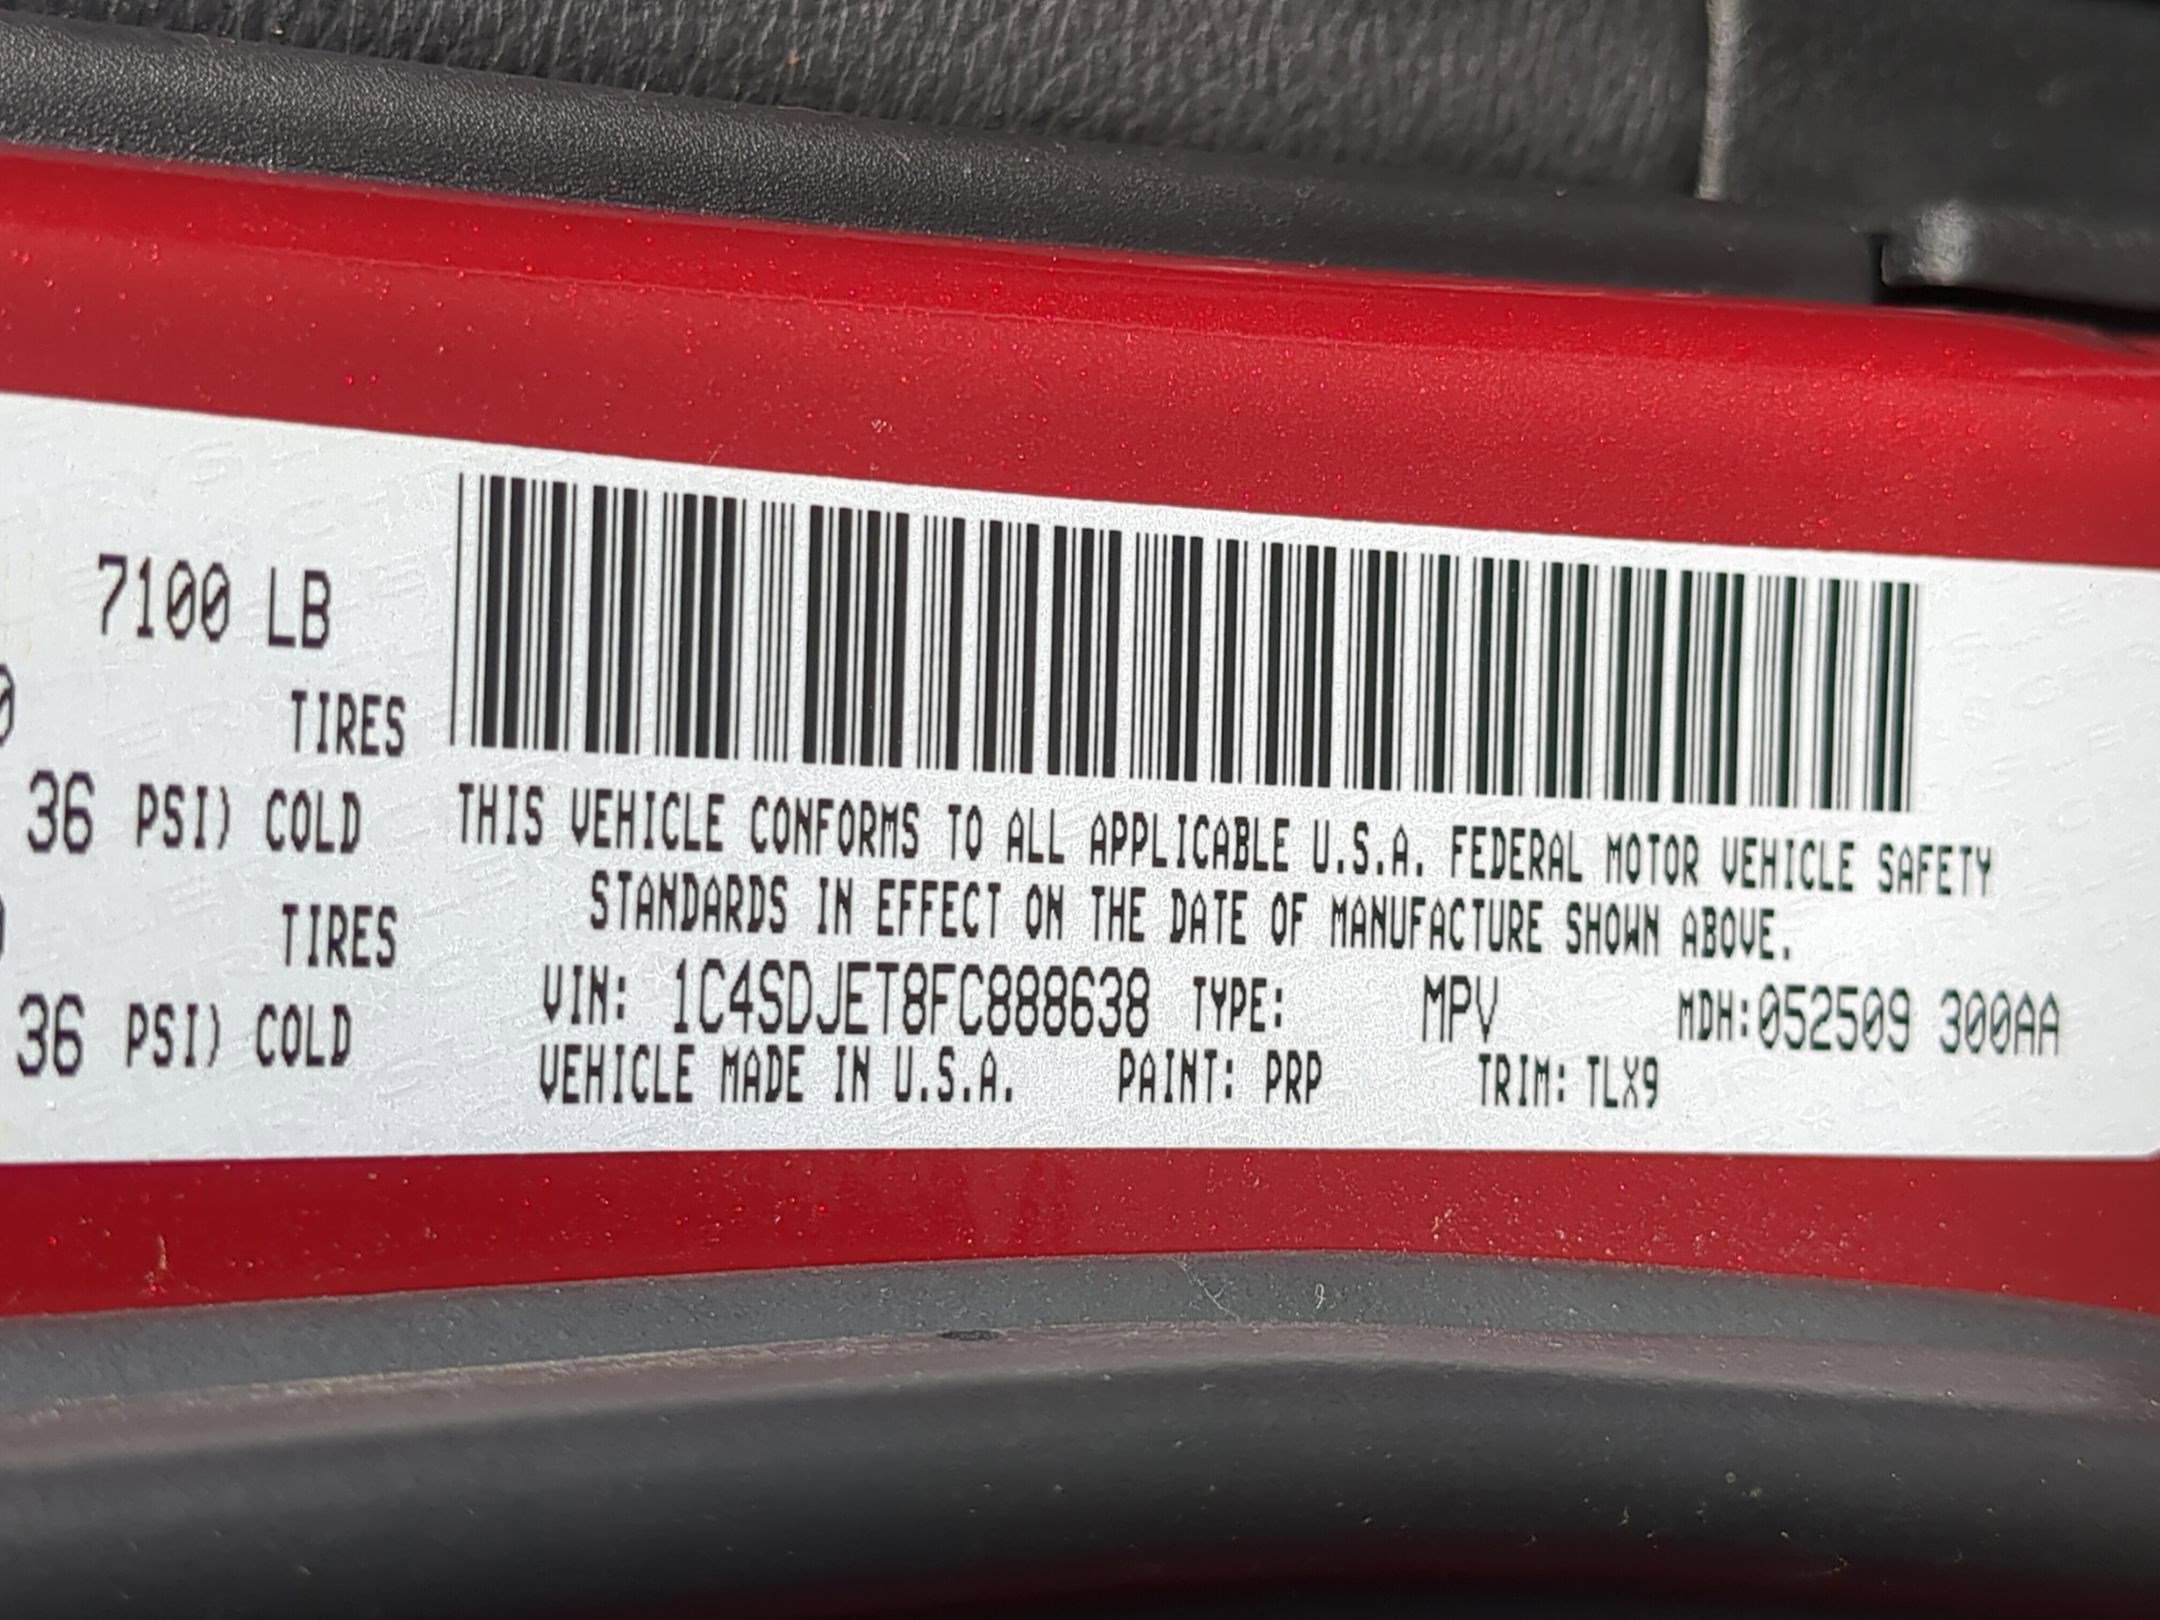 7100 LB
0 TIRES
36 PSI) COLD
0 TIRES
36 PSI) COLD
THIS VEHICLE CONFORMS TO ALL APPLICABLE U.S.A. FEDERAL MOTOR VEHICLE SAFETY
STANDARDS IN EFFECT ON THE DATE OF MANUFACTURE SHOWN ABOVE.
VIN: 1C4SDJET8FC888638 TYPE: MPV MDH:052509 300AA
VEHICLE MADE IN U.S.A. PAINT: PRP TRIM: TLX9